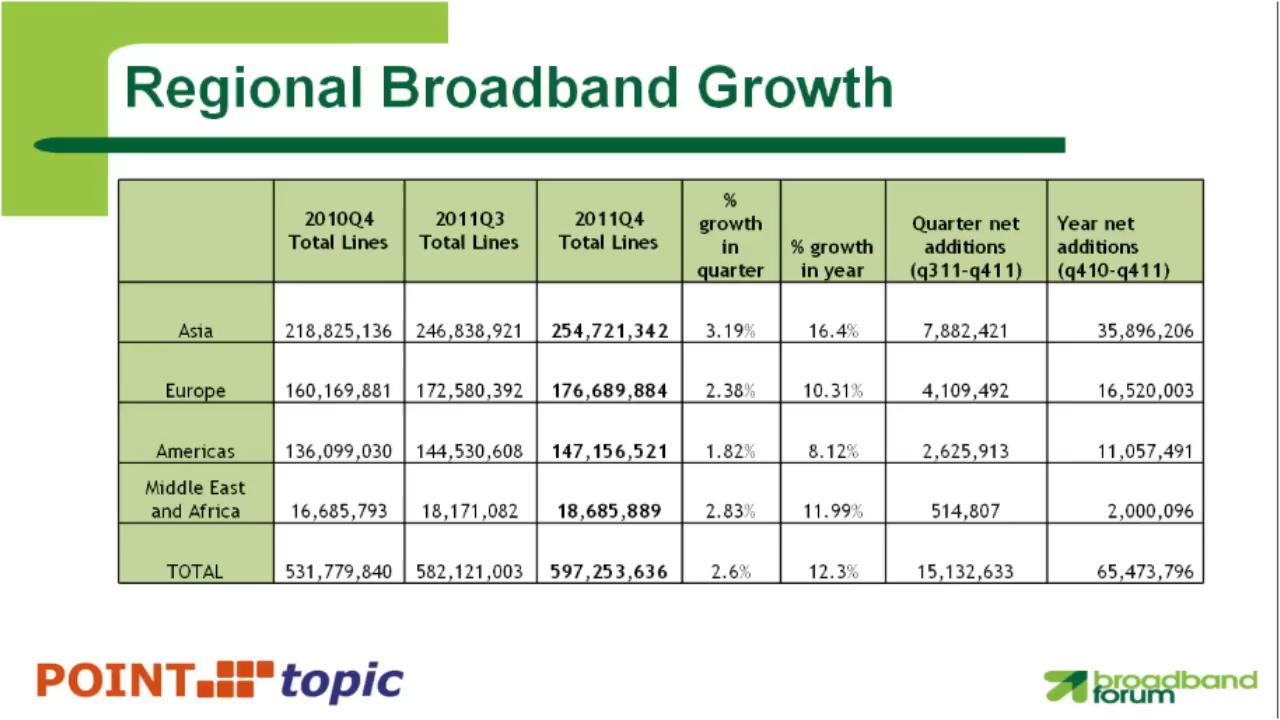 Regional Broadband Growth
2010Q4 Total Lines 2011Q3 Total Lines 2011Q4 Total Lines % growth in quarter % growth in year Quarter net additions (q311-q411) Year net additions (q410-q411)
Asia 218,825,136 246,838,921 254,721,342 3.19% 16.4% 7,882,421 35,896,206
Europe 160,169,881 172,580,392 176,689,884 2.38% 10.31% 4,109,492 16,520,003
Americas 136,099,030 144,530,608 147,156,521 1.82% 8.12% 2,625,913 11,057,491
Middle East and Africa 16,685,793 18,171,082 18,685,889 2.83% 11.99% 514,807 2,000,096
TOTAL 531,779,840 582,121,003 597,253,636 2.6% 12.3% 15,132,633 65,473,796
POINT topic
broadband
forum